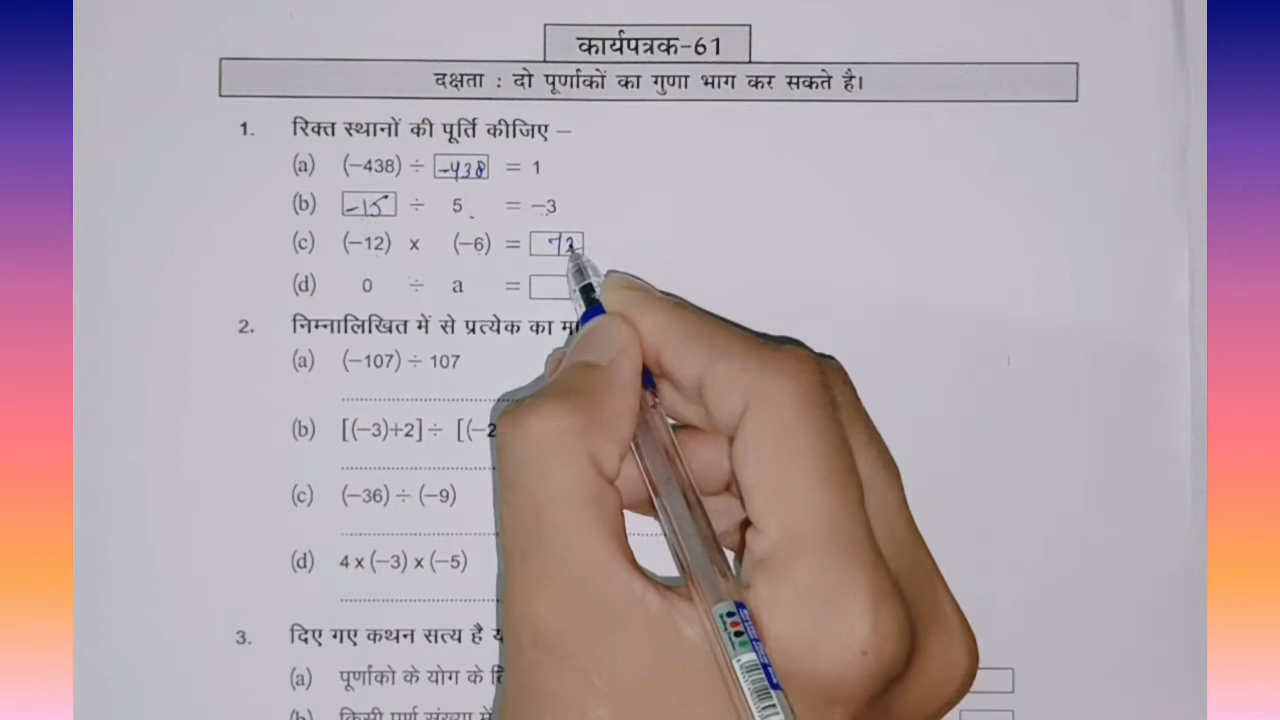 कार्यपत्रक-61
दक्षता : दो पूर्णाकों का गुणा भाग कर सकते है।
1. रिक्त स्थानों की पूर्ति कीजिए –
(a) (–438) ÷ -438 = 1
(b) -15 ÷ 5 = –3
(c) (–12) x (–6) = 72
(d) 0 ÷ a =
2. निम्नालिखित में से प्रत्येक का
(a) (–107) ÷ 107
(b) [(–3)+2] ÷ [(–2
(c) (–36) ÷ (–9)
(d) 4 x (–3) x (–5)
3. दिए गए कथन सत्य है
(a) पूर्णाको के योग के
(b) किसी पूर्ण संख्या में